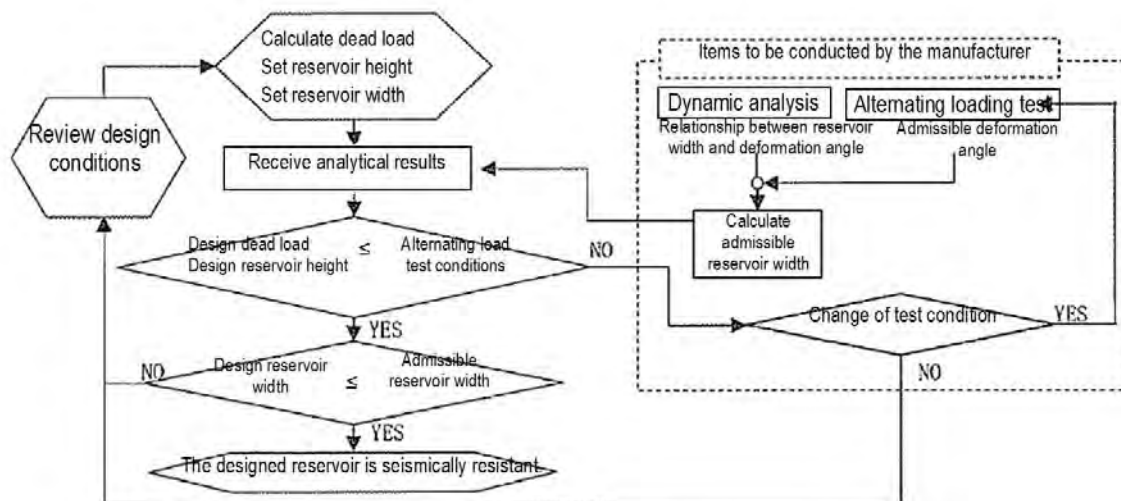 Calculate dead load
Set reservoir height
Set reservoir width
Items to be conducted by the manufacturer
Review design
conditions
Dynamic analysis
Alternating loading test
Relationship between reservoir
width and deformation angle
Admissible deformation
angle
Receive analytical results
Calculate
admissible
reservoir width
Design dead load
Design reservoir height
≤
Alternating load
test conditions
NO
Change of test condition
YES
YES
NO
Design reservoir
width
≤
Admissible
reservoir width
NO
YES
The designed reservoir is seismically resistant